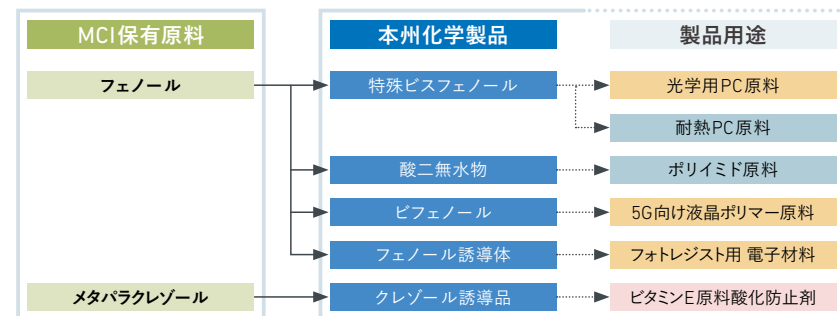 MCI保有原料
本州化学製品
製品用途
フェノール
特殊ビスフェノール
光学用PC原料
耐熱PC原料
酸二無水物
ポリイミド原料
ビフェノール
5G向け液晶ポリマー原料
フェノール誘導体
フォトレジスト用 電子材料
メタパラクレゾール
クレゾール誘導品
ビタミンE原料酸化防止剤